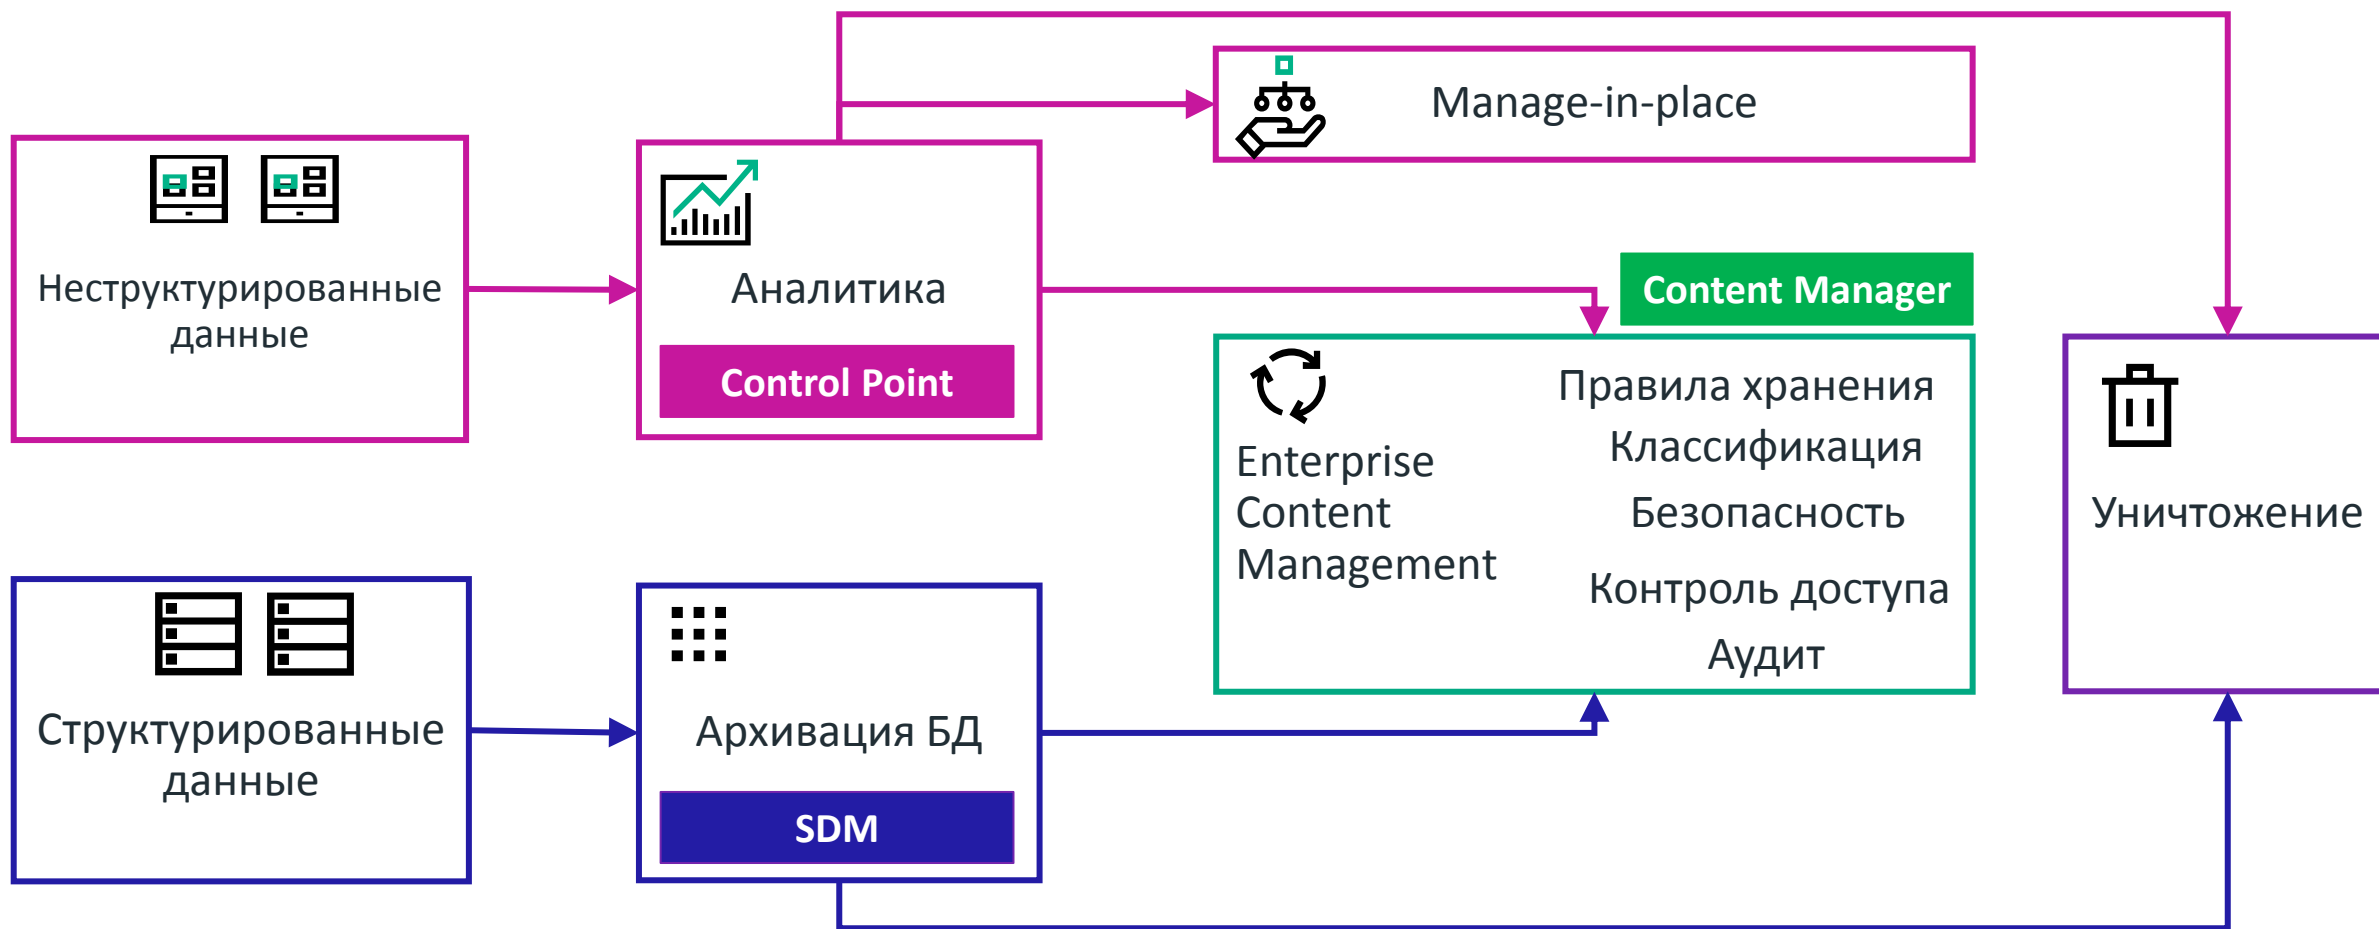 Manage-in-place
Неструктурированные
данные
Аналитика
Control Point
Content Manager
Enterprise
Content
Management
Правила хранения
Классификация
Безопасность
Контроль доступа
Аудит
Уничтожение
Структурированные
данные
Архивация БД
SDM